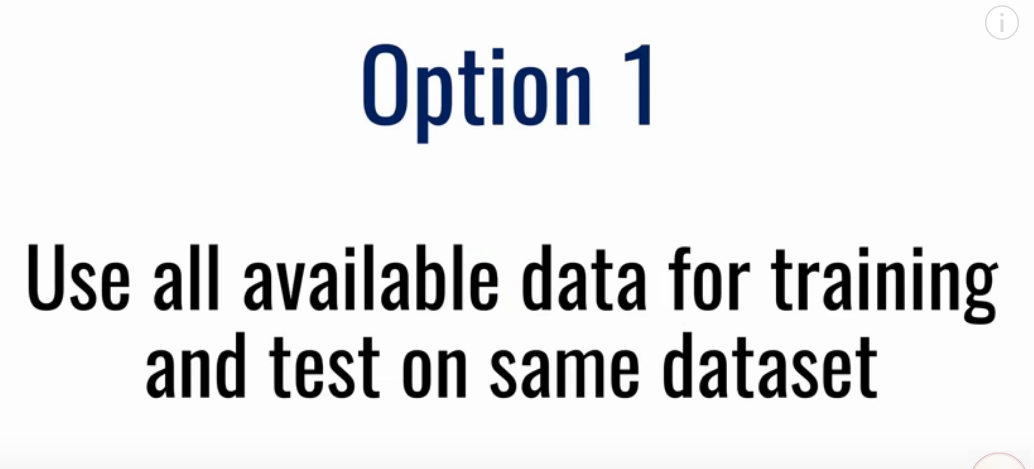 Option 1
Use all available data for training
and test on same dataset